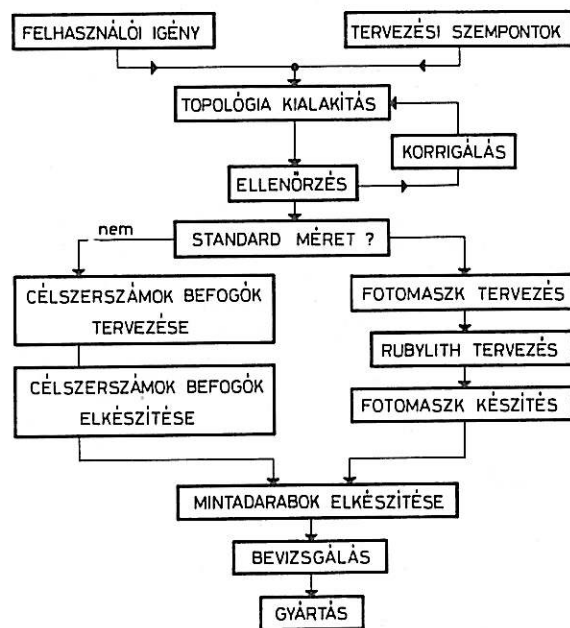 FELHASZNÁLÓI IGÉNY
TERVEZÉSI SZEMPONTOK
TOPOLÓGIA KIALAKÍTÁS
KORRIGÁLÁS
ELLENŐRZÉS
nem
STANDARD MÉRET ?
CÉLSZERSZÁMOK BEFOGÓK
TERVEZÉSE
FOTOMASZK TERVEZÉS
RUBYLITH TERVEZÉS
CÉLSZERSZÁMOK BEFOGÓK
ELKÉSZÍTÉSE
FOTOMASZK KÉSZÍTÉS
MINTADARABOK ELKÉSZÍTÉSE
BEVIZSGÁLÁS
GYÁRTÁS